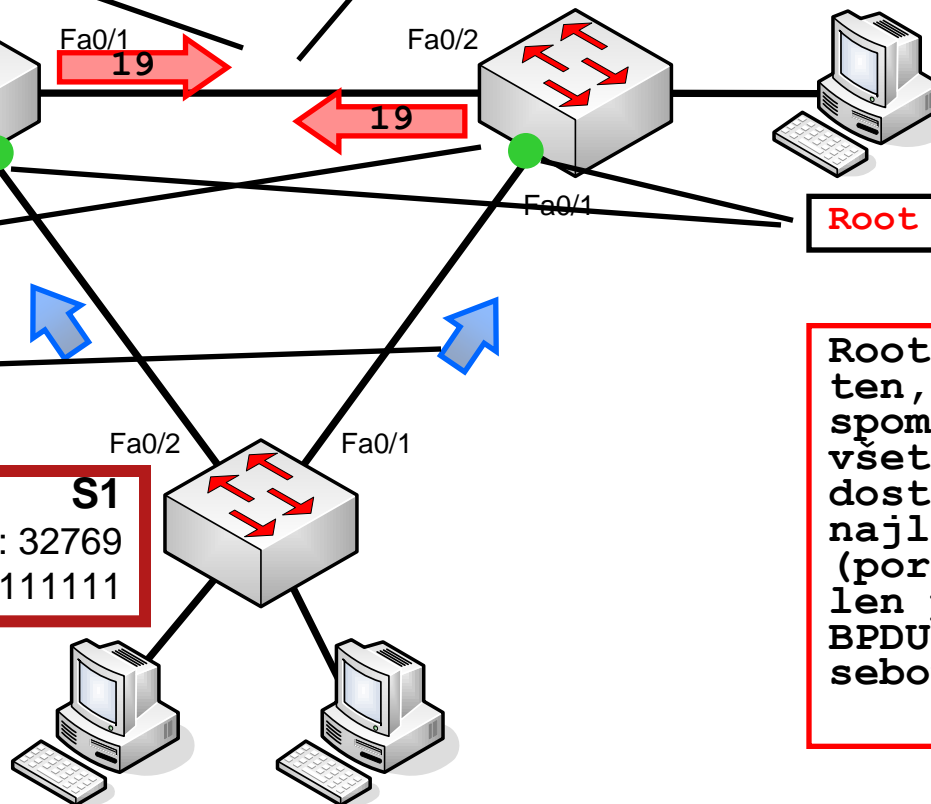 Fa0/1
19
Fa0/2
19
Fa0/1
Root
Fa0/2
Fa0/1
S1
: 32769
111111
Root
ten,
spom
všet
dost
najl
(por
len
BPDU
sebo